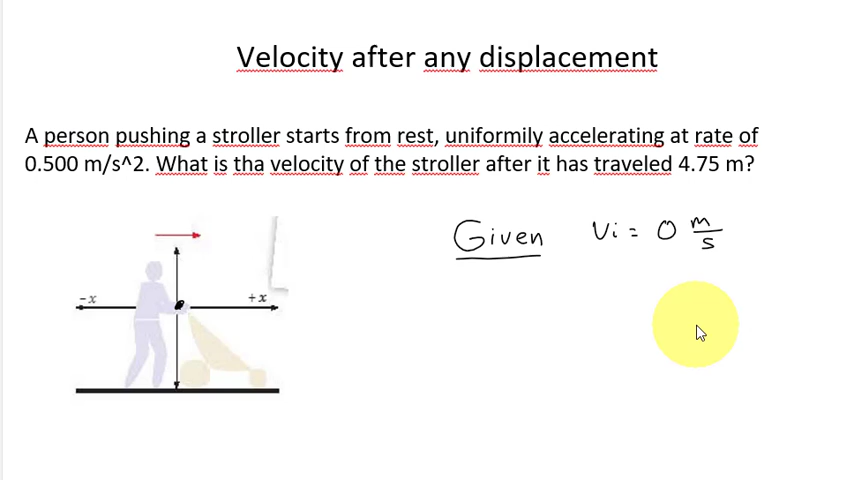 Velocity after any displacement
A person pushing a stroller starts from rest, uniformily accelerating at rate of
0.500 m/s^2. What is tha velocity of the stroller after it has traveled 4.75 m?
Given Vi = 0 m/s
-x +x